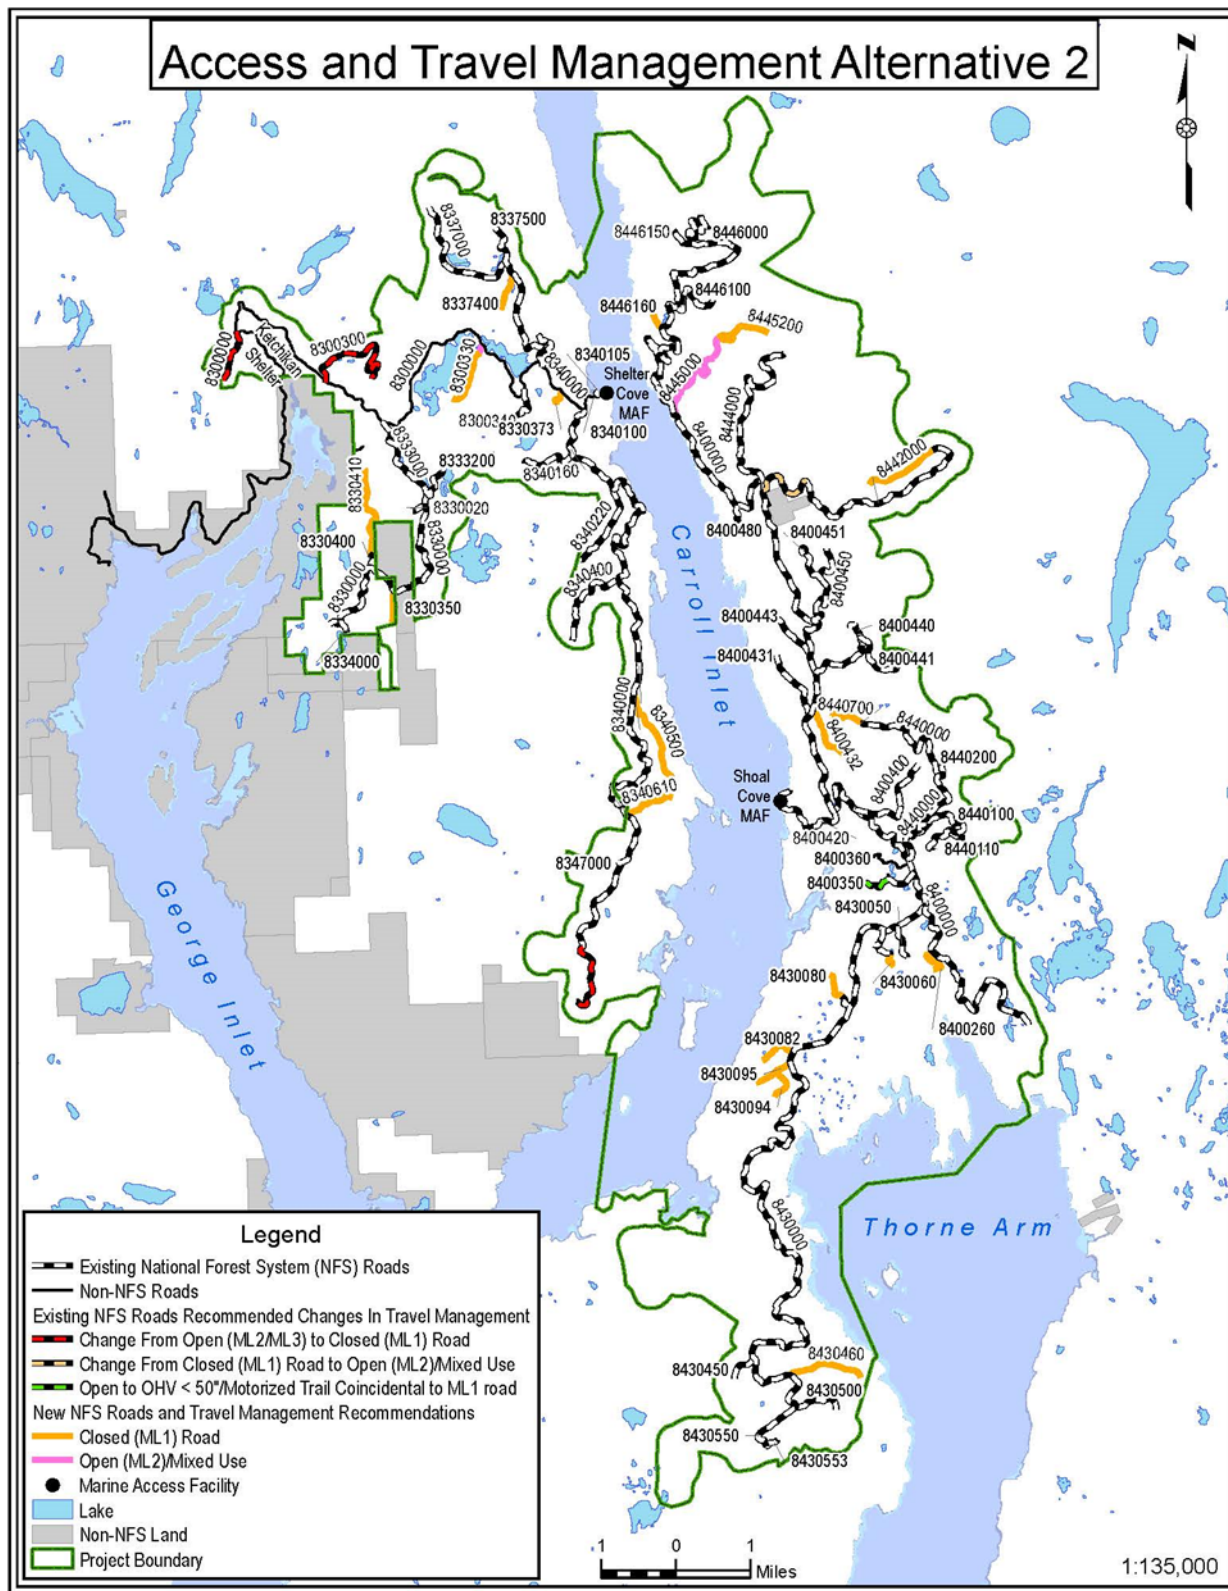 Access and Travel Management Alternative 2
N
8337500
8337000
8446150
8446000
8446100
8337400
8446160
8445200
8300000
Ketchikan
Shelter
8300300
8300000
8300330
8340000
8340105
Shelter
Cove
MAF
8445000
8444000
8330373
8340100
8400000
8333000
8333200
8340160
8442000
8330410
8330020
8340220
8400480
8400451
8330400
8330000
8340400
Carroll Inlet
8400450
8330000
8330350
8400443
8400440
8334000
8400431
8400441
8340000
8340500
8440700
8440000
8400432
8440200
8400400
Shoal
Cove
MAF
8340610
8440000
8440100
8400420
8440110
8347000
8400360
8400350
8430050
8400000
George Inlet
8430080
8430060
8400260
8430082
8430095
8430094
8430000
Thorne Arm
8430460
8430450
8430500
8430550
8430553
Legend
Existing National Forest System (NFS) Roads
Non-NFS Roads
Existing NFS Roads Recommended Changes In Travel Management
Change From Open (ML2/ML3) to Closed (ML1) Road
Change From Closed (ML1) Road to Open (ML2)/Mixed Use
Open to OHV < 50"/Motorized Trail Coincidental to ML1 road
New NFS Roads and Travel Management Recommendations
Closed (ML1) Road
Open (ML2)/Mixed Use
Marine Access Facility
Lake
Non-NFS Land
Project Boundary
1 0 1
Miles
1:135,000